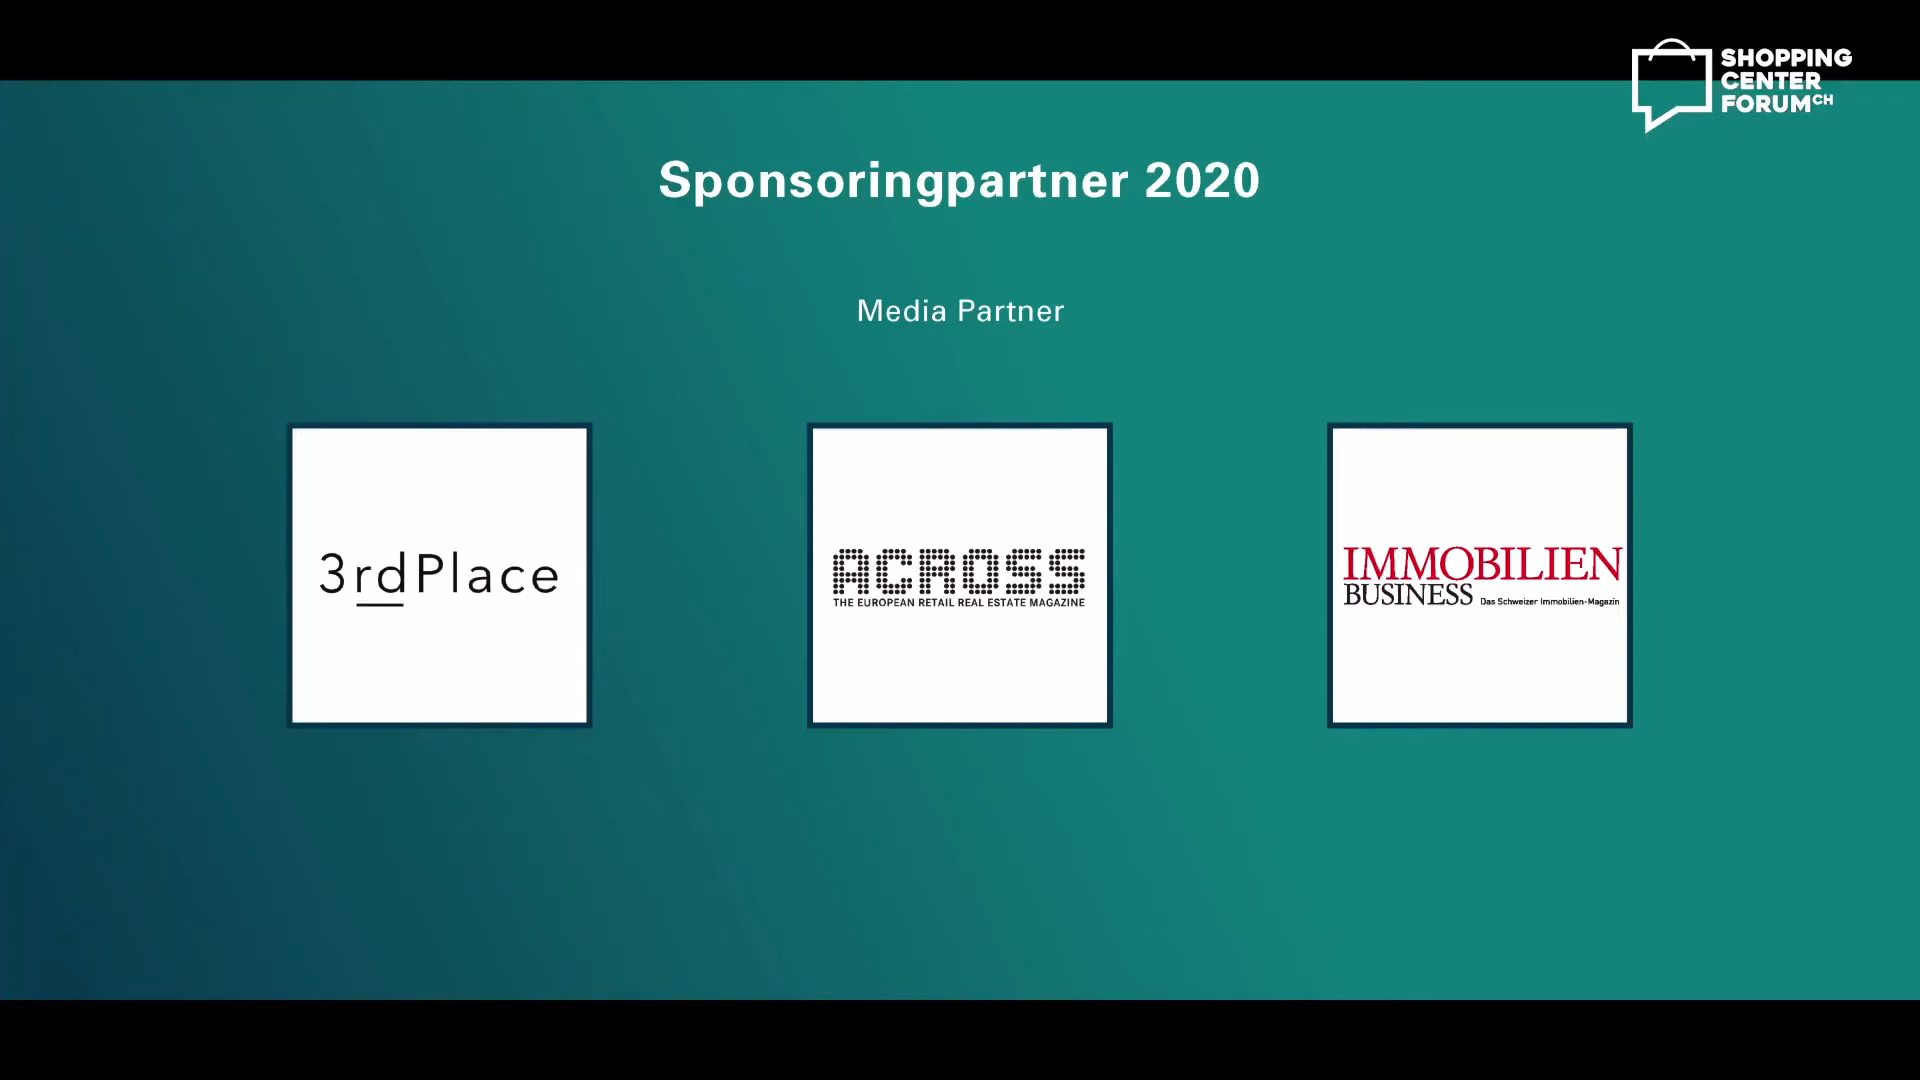 SHOPPING
CENTER
FORUMCH
Sponsoringpartner 2020
Media Partner
3rdPlace
ACROSS
THE EUROPEAN RETAIL REAL ESTATE MAGAZINE
IMMOBILIEN
BUSINESS Das Schweizer Immobilien-Magazin